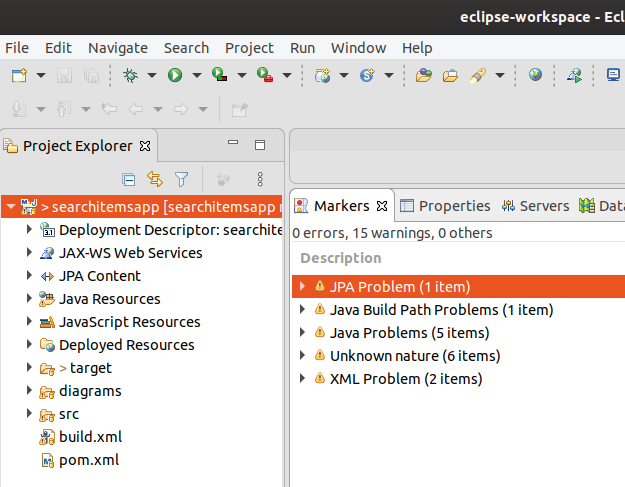 eclipse-workspace - Ecl
File Edit Navigate Search Project Run Window Help
Project Explorer
> searchitemsapp [searchitemsapp
Deployment Descriptor: searchite
JAX-WS Web Services
JPA Content
Java Resources
JavaScript Resources
Deployed Resources
> target
diagrams
src
build.xml
pom.xml
Markers Properties Servers Data
0 errors, 15 warnings, 0 others
Description
JPA Problem (1 item)
Java Build Path Problems (1 item)
Java Problems (5 items)
Unknown nature (6 items)
XML Problem (2 items)